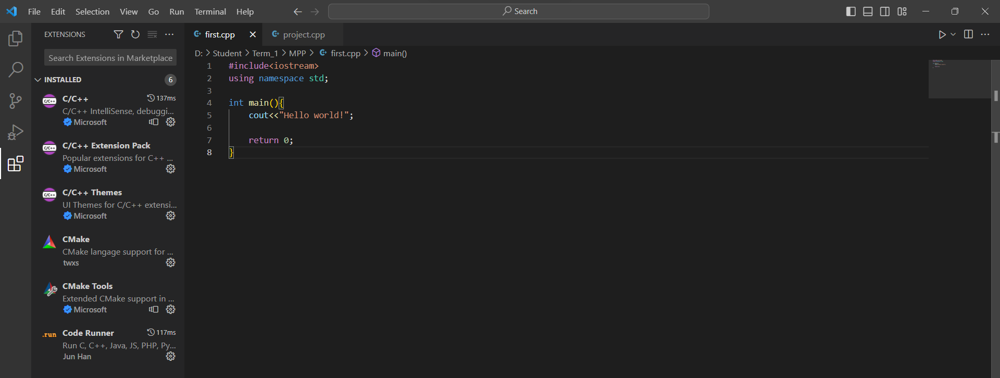 File Edit Selection View Go Run Terminal Help Search
EXTENSIONS
first.cpp project.cpp
Search Extensions in Marketplace
INSTALLED 6
C/C++ 137ms
C/C++ IntelliSense, debuggi...
Microsoft
C/C++ Extension Pack
Popular extensions for C++ ...
Microsoft
C/C++ Themes
UI Themes for C/C++ extensi...
Microsoft
CMake
CMake langage support for ...
twxs
CMake Tools
Extended CMake support in ...
Microsoft
.run Code Runner 117ms
Run C, C++, Java, JS, PHP, Py...
Jun Han
D: > Student > Term_1 > MPP > first.cpp > main()
1 #include<iostream>
2 using namespace std;
3
4 int main(){
5 cout<<"Hello world!";
6
7 return 0;
8 }